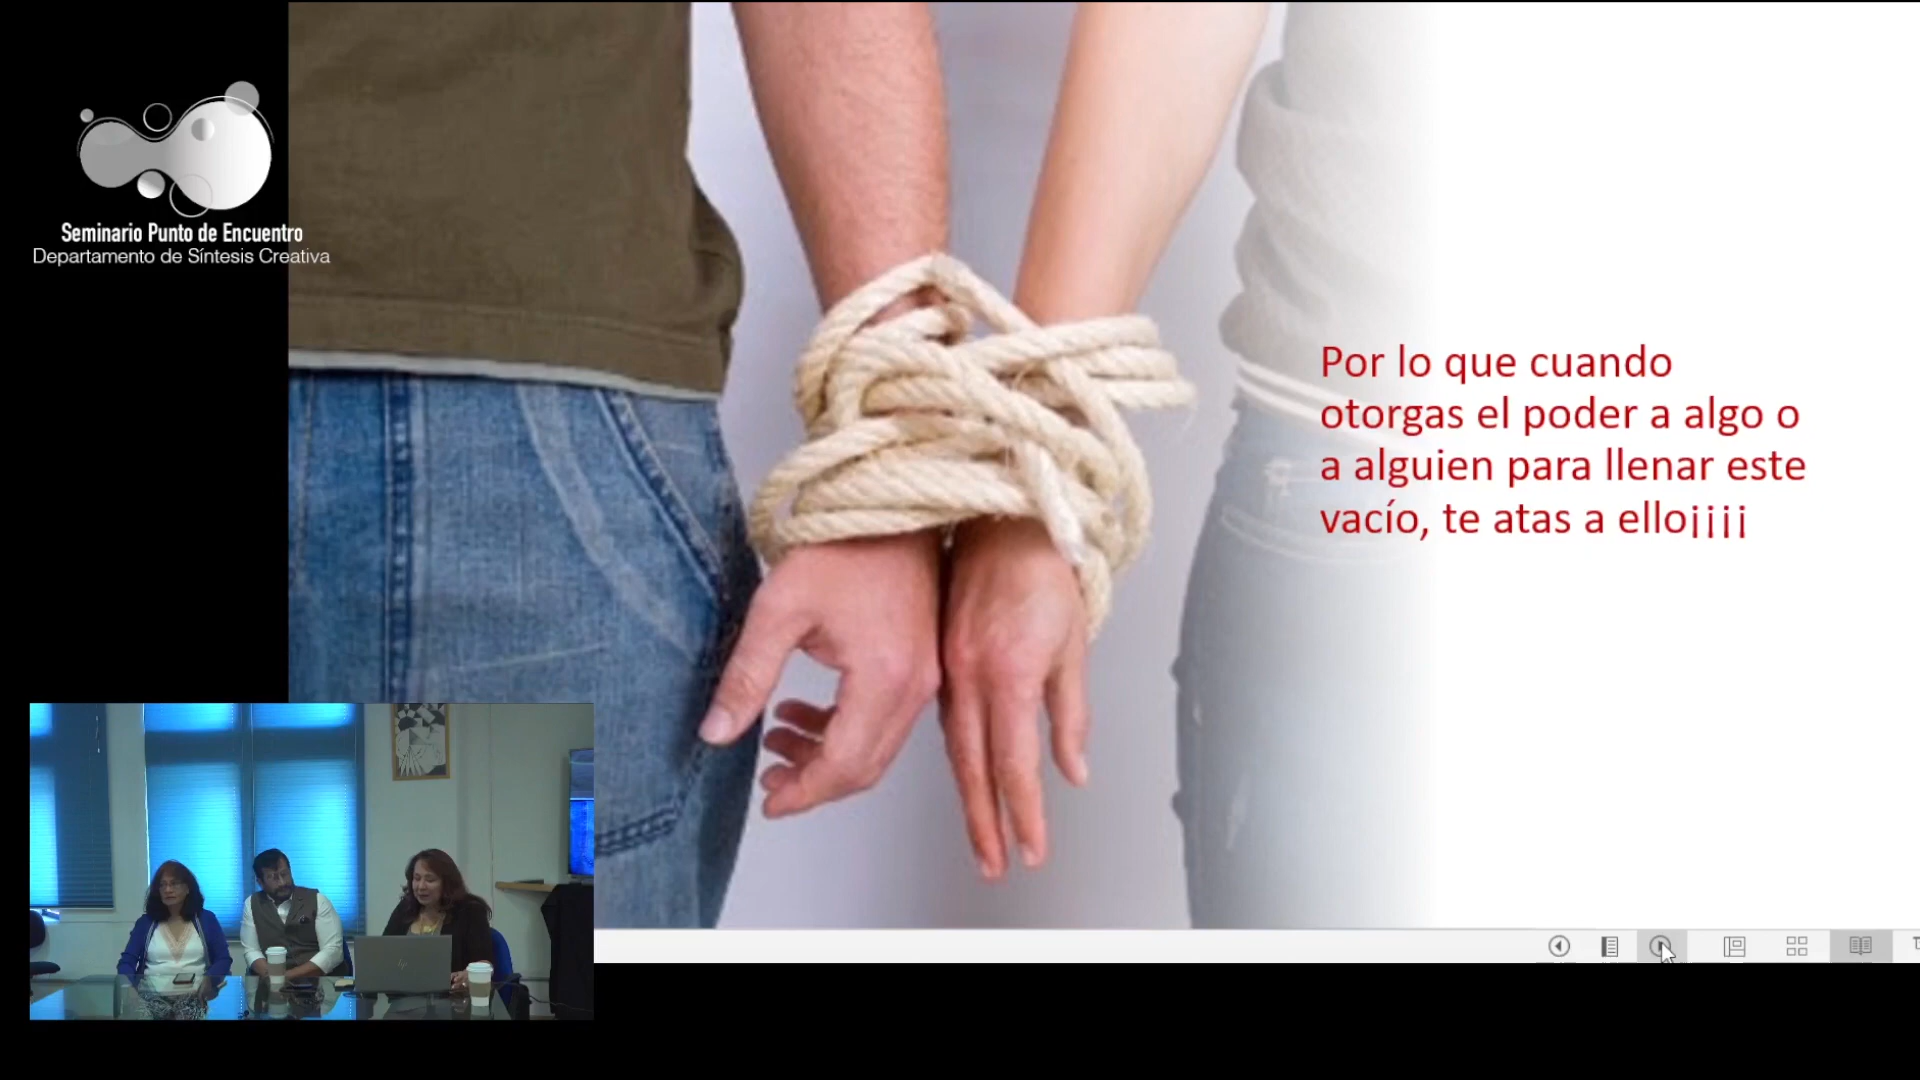 Seminario Punto de Encuentro
Departamento de Síntesis Creativa
Por lo que cuando
otorgas el poder a algo o
a alguien para llenar este
vacío, te atas a ello¡¡¡¡
hp